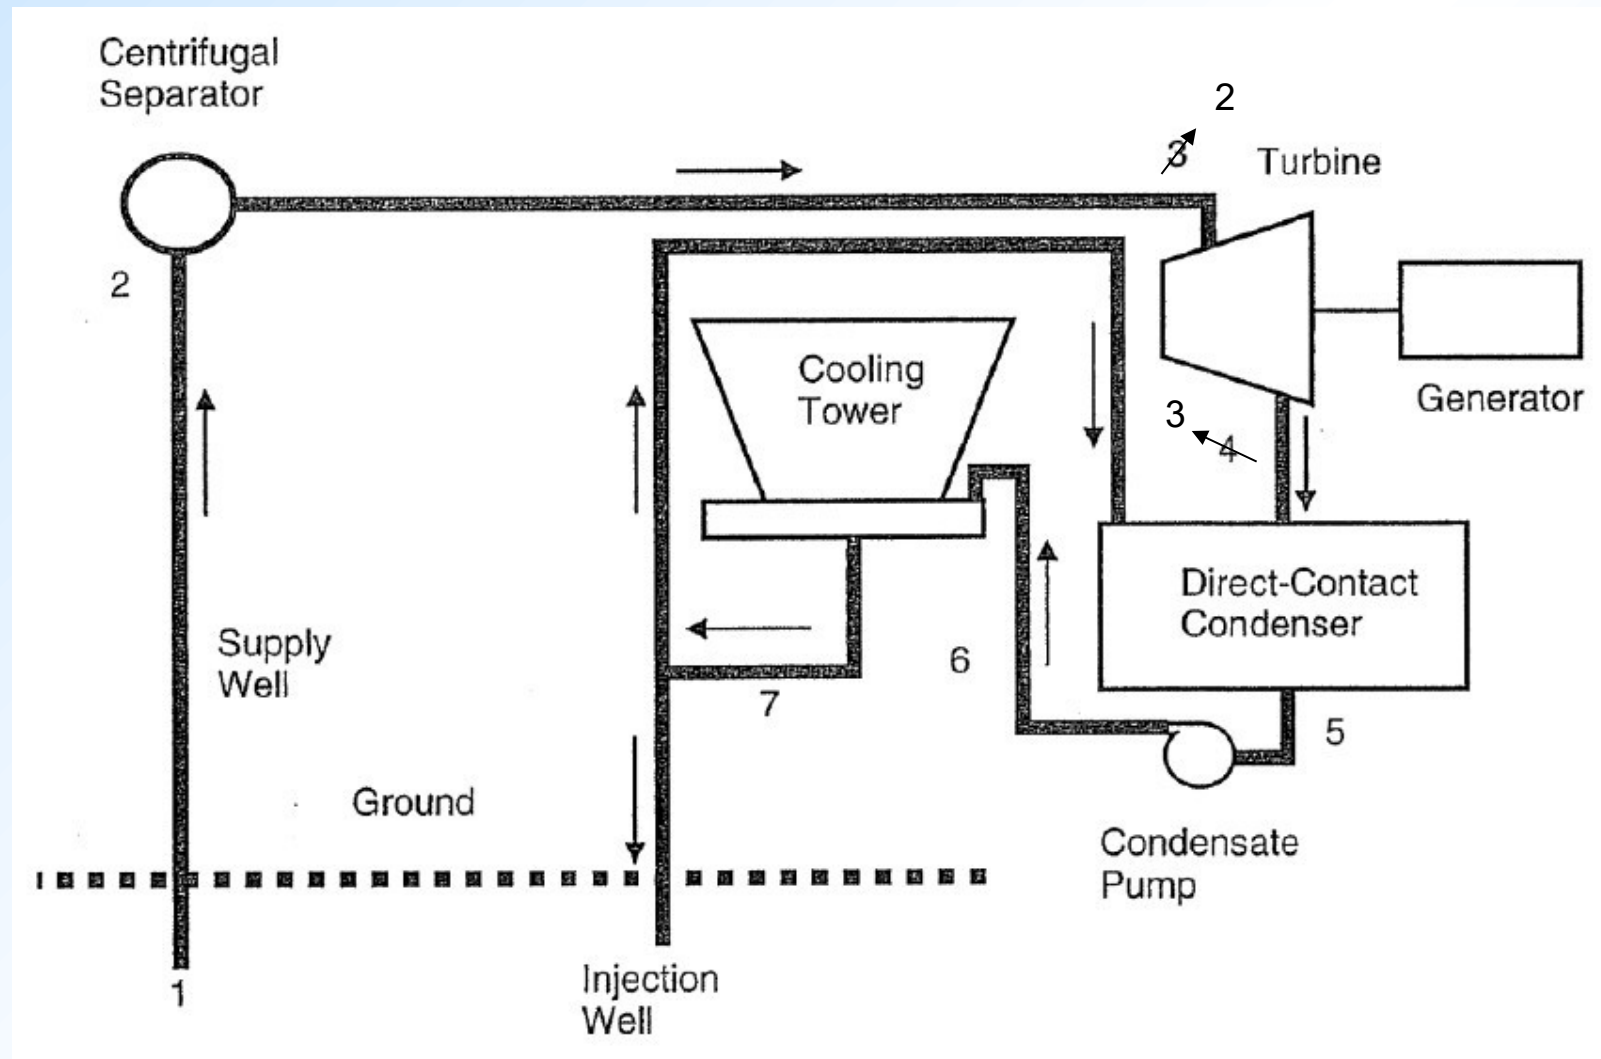 Centrifugal
Separator
2
3
Turbine
2
Cooling
Tower
3
4
Generator
Direct-Contact
Condenser
Supply
Well
6
7
5
Ground
Condensate
Pump
Injection
Well
1